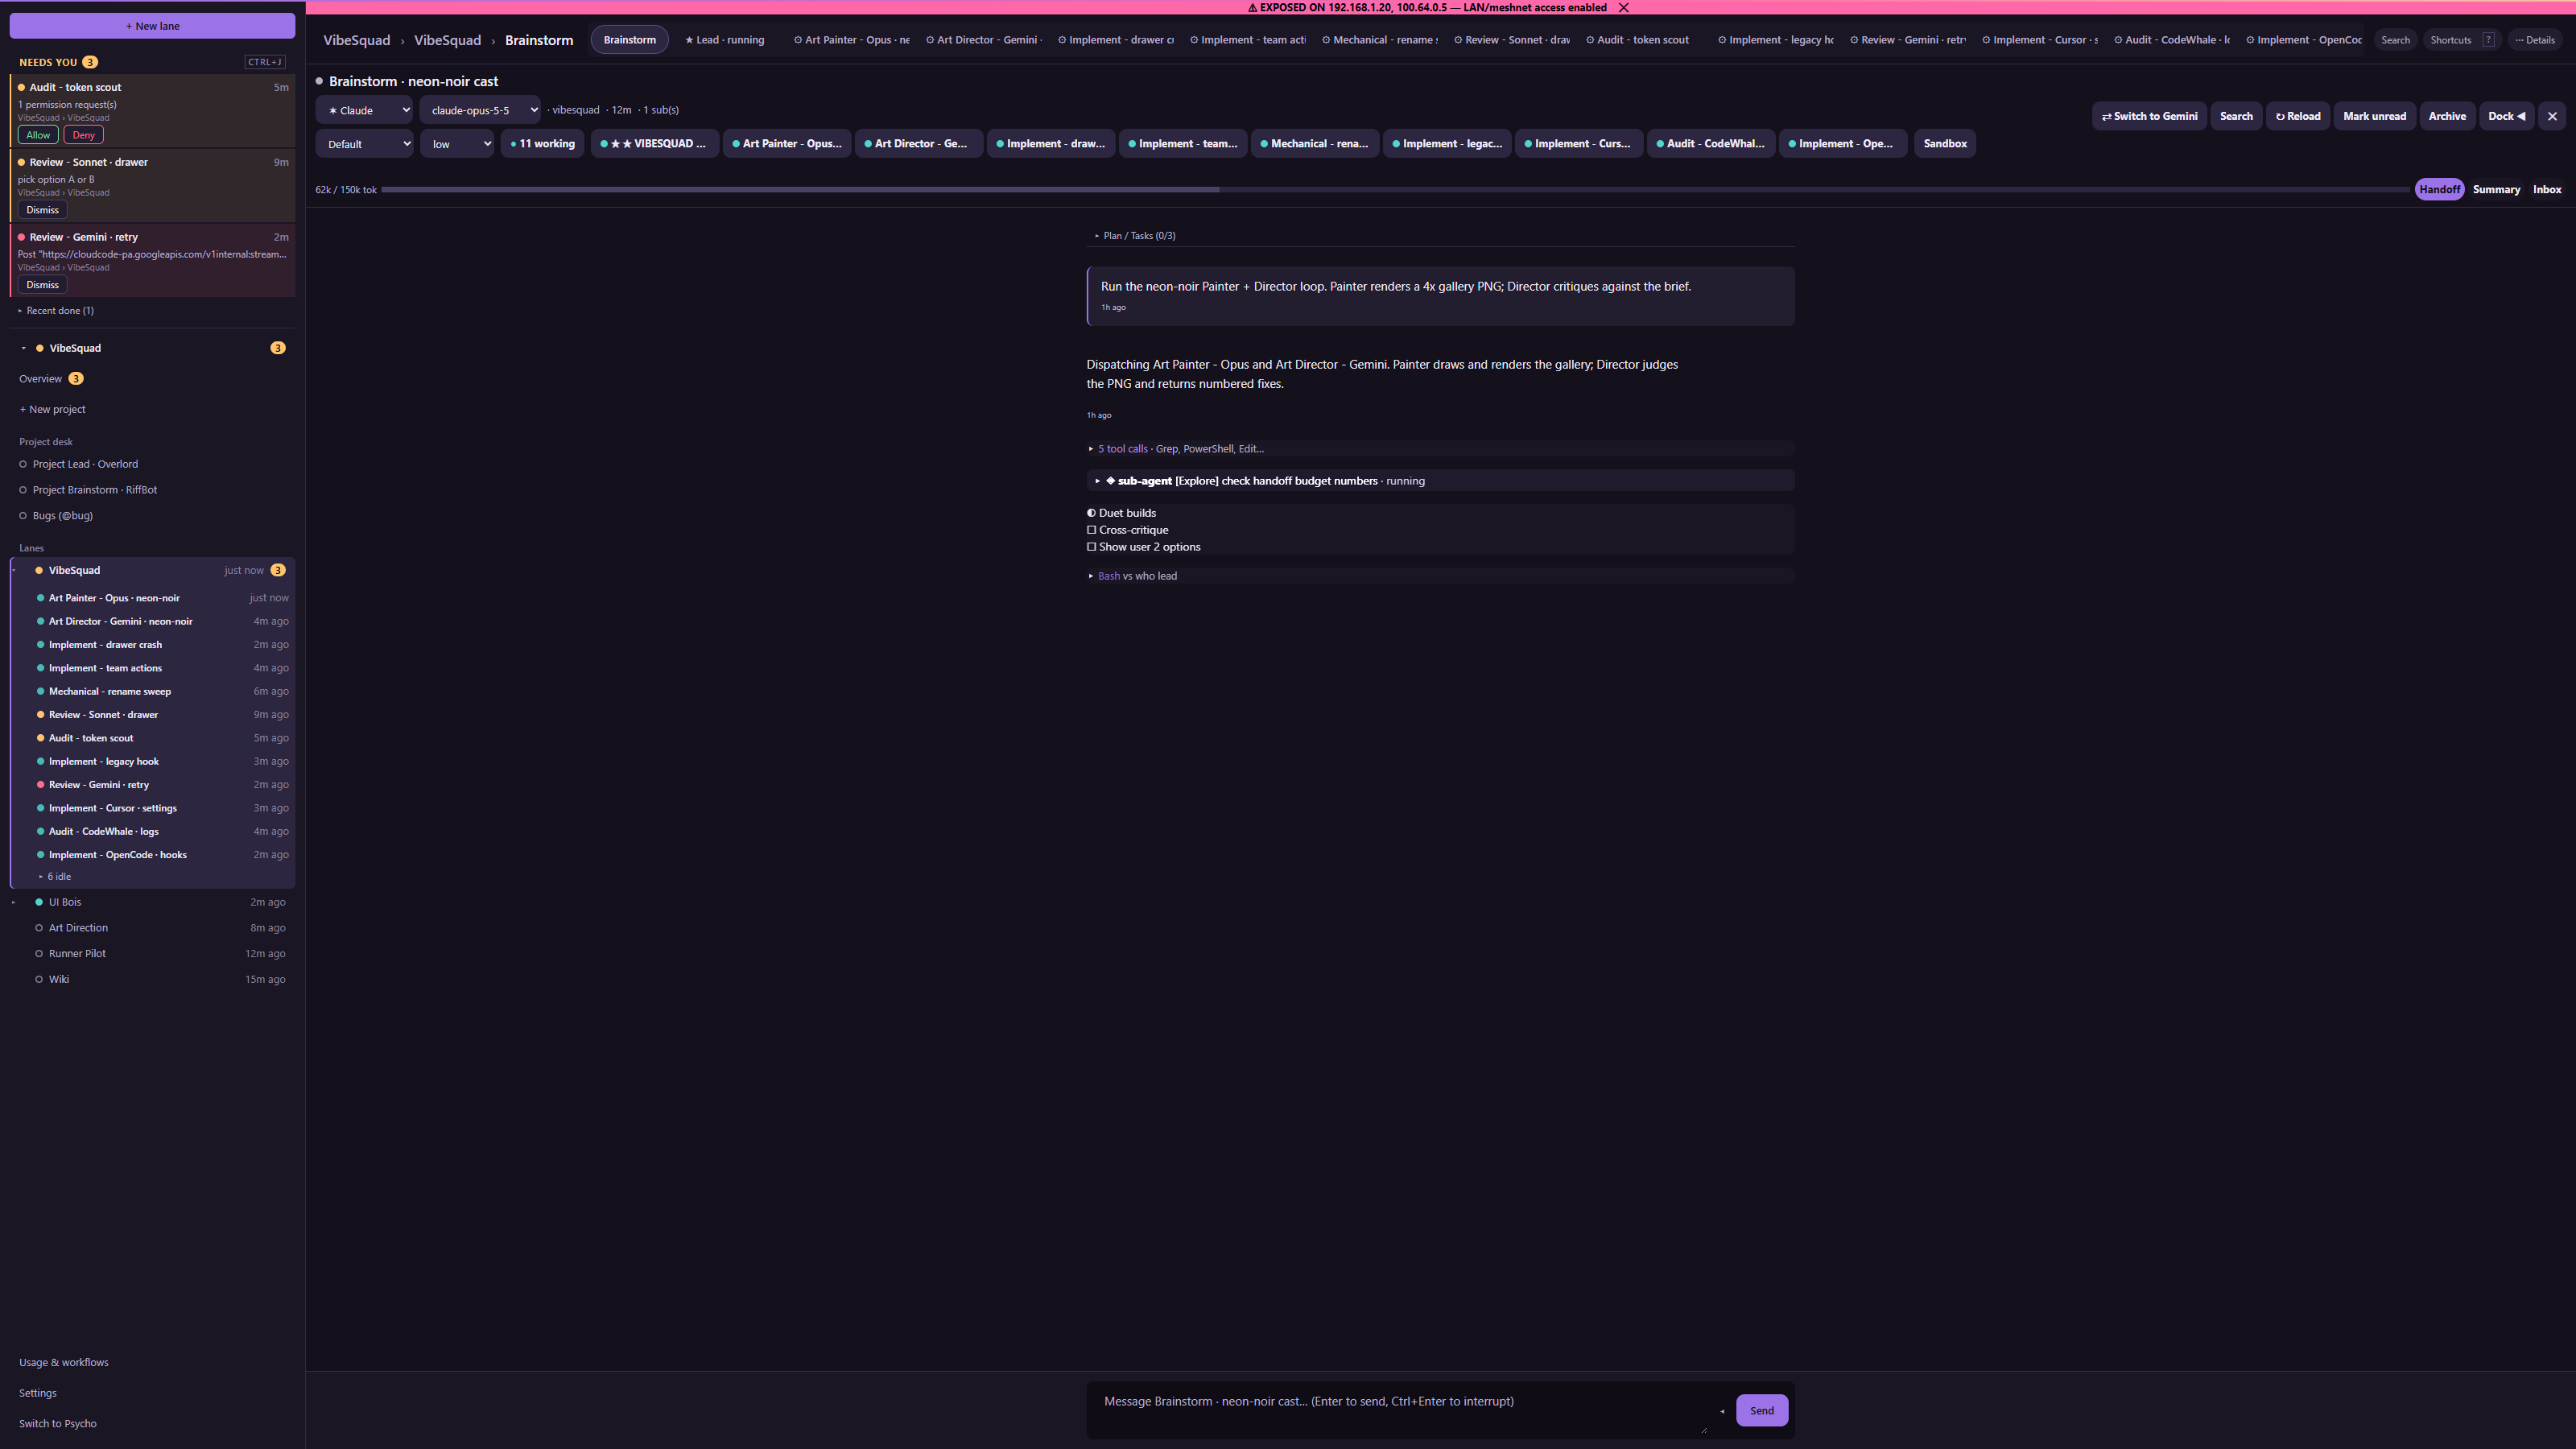 ⚠ EXPOSED ON 192.168.1.20, 100.64.0.5 — LAN/meshnet access enabled ✕
+ New lane
NEEDS YOU 3 CTRL+J
Audit - token scout 5m
1 permission request(s)
VibeSquad › VibeSquad
Allow Deny
Review - Sonnet · drawer 9m
pick option A or B
VibeSquad › VibeSquad
Dismiss
Review - Gemini · retry 2m
Post "https://cloudcode-pa.googleapis.com/v1internal:stream...
VibeSquad › VibeSquad
Dismiss
▸ Recent done (1)
VibeSquad 3
Overview 3
+ New project
Project desk
Project Lead · Overlord
Project Brainstorm · RiffBot
Bugs (@bug)
Lanes
VibeSquad just now 3
Art Painter - Opus · neon-noir just now
Art Director - Gemini · neon-noir 4m ago
Implement - drawer crash 2m ago
Implement - team actions 4m ago
Mechanical - rename sweep 6m ago
Review - Sonnet · drawer 9m ago
Audit - token scout 5m ago
Implement - legacy hook 3m ago
Review - Gemini · retry 2m ago
Implement - Cursor · settings 3m ago
Audit - CodeWhale · logs 4m ago
Implement - OpenCode · hooks 2m ago
▸ 6 idle
UI Bois 2m ago
Art Direction 8m ago
Runner Pilot 12m ago
Wiki 15m ago
Usage & workflows
Settings
Switch to Psycho
VibeSquad › VibeSquad › Brainstorm
Brainstorm
★ Lead · running
Art Painter - Opus · ne
Art Director - Gemini ·
Implement - drawer cr
Implement - team acti
Mechanical - rename s
Review - Sonnet · draw
Audit - token scout
Implement - legacy ho
Review - Gemini · retry
Implement - Cursor · s
Audit - CodeWhale · lo
Implement - OpenCod
Search
Shortcuts ?
··· Details
Brainstorm · neon-noir cast
✶ Claude claude-opus-5-5 · vibesquad · 12m · 1 sub(s)
⇄ Switch to Gemini Search ↻ Reload Mark unread Archive Dock ◀ ✕
Default low 11 working ★ ★ VIBESQUAD ... Art Painter - Opus... Art Director - Ge... Implement - draw... Implement - team... Mechanical - rena... Implement - legac... Implement - Curs... Audit - CodeWhal... Implement - Ope... Sandbox
62k / 150k tok Handoff Summary Inbox
▸ Plan / Tasks (0/3)
Run the neon-noir Painter + Director loop. Painter renders a 4x gallery PNG; Director critiques against the brief.
1h ago
Dispatching Art Painter - Opus and Art Director - Gemini. Painter draws and renders the gallery; Director judges
the PNG and returns numbered fixes.
1h ago
▸ 5 tool calls · Grep, PowerShell, Edit...
▸ ◆ sub-agent [Explore] check handoff budget numbers · running
◐ Duet builds
☐ Cross-critique
☐ Show user 2 options
▸ Bash vs who lead
Message Brainstorm · neon-noir cast... (Enter to send, Ctrl+Enter to interrupt)
Send